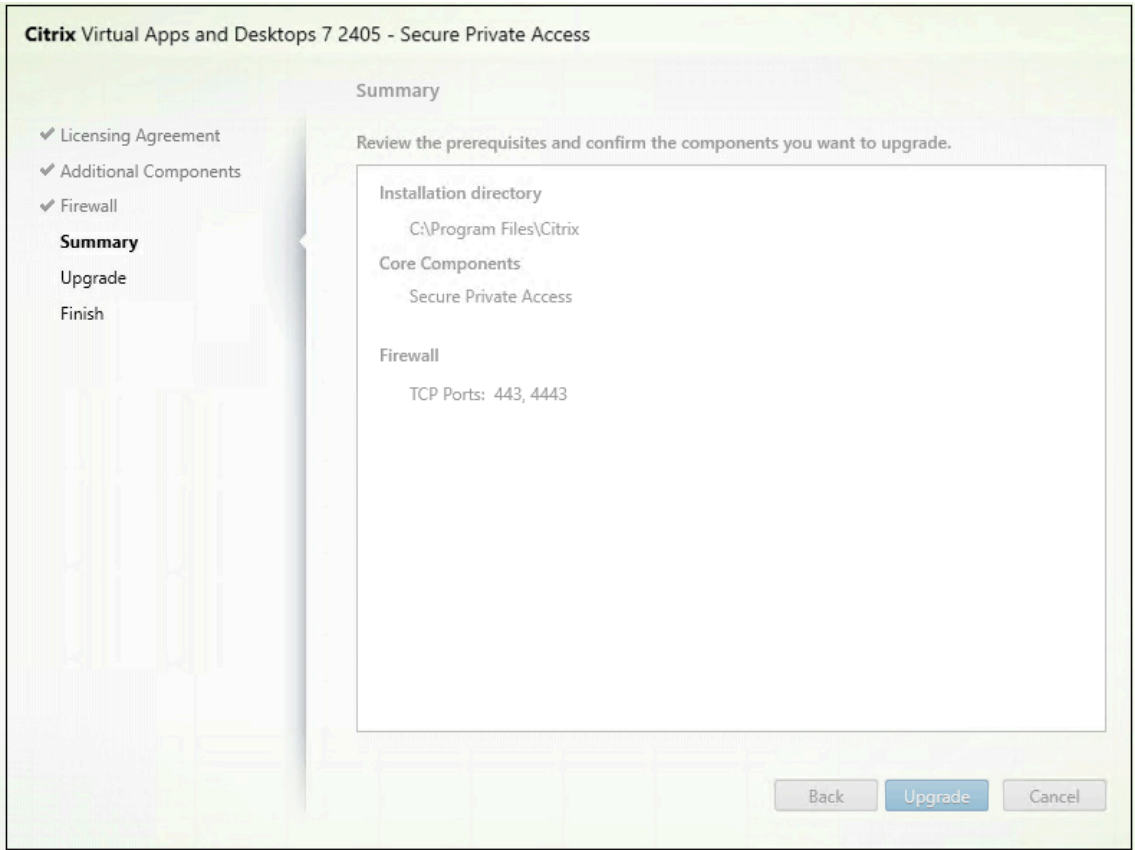 Citrix Virtual Apps and Desktops 7 2405 - Secure Private Access
Licensing Agreement
Additional Components
Firewall
Summary
Upgrade
Finish
Summary
Review the prerequisites and confirm the components you want to upgrade.
Installation directory
C:\Program Files\Citrix
Core Components
Secure Private Access
Firewall
TCP Ports: 443, 4443
Back
Upgrade
Cancel